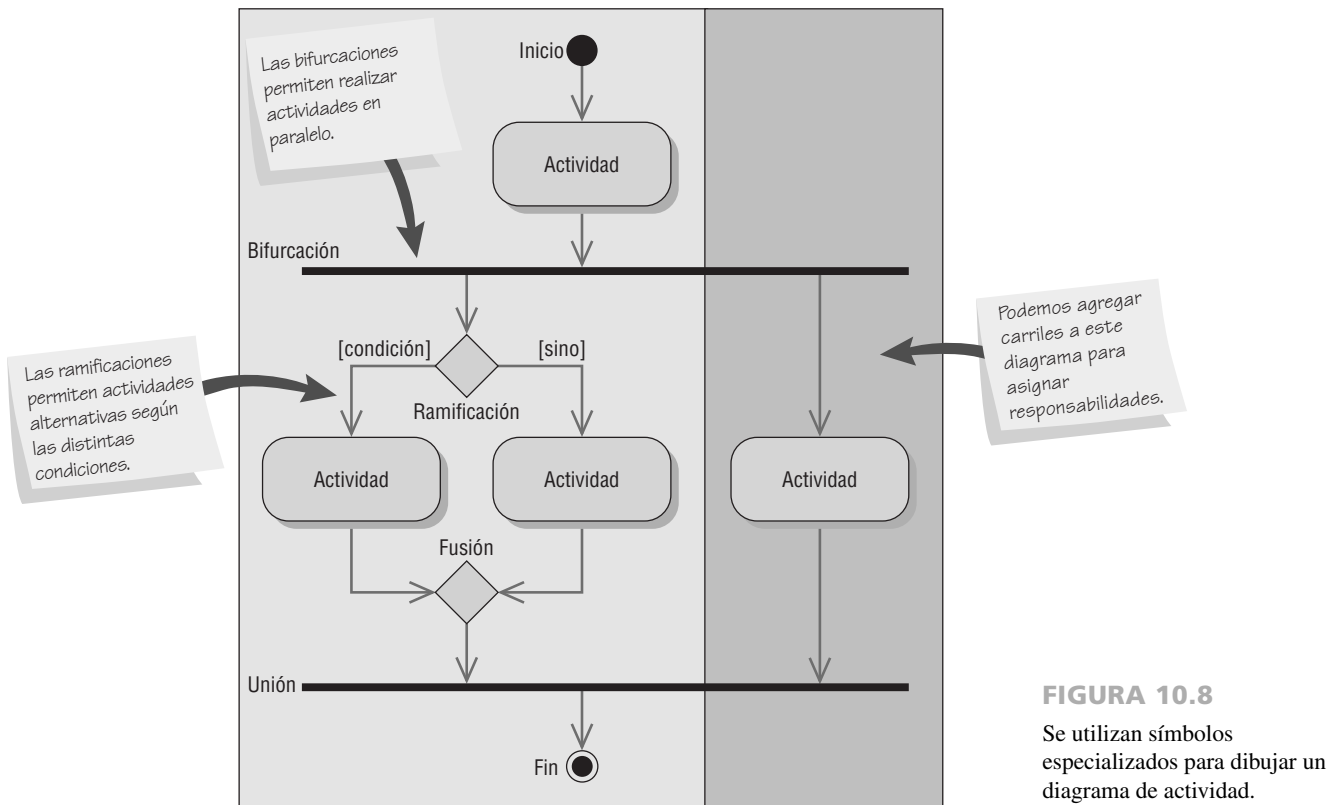 Las bifurcaciones
permiten realizar
actividades en
paralelo.
Inicio
Actividad
Bifurcación
Podemos agregar
carriles a este
diagrama para
asignar
responsabilidades.
Las ramificaciones
permiten actividades
alternativas según
las distintas
condiciones.
[condición]
[sino]
Ramificación
Actividad
Actividad
Actividad
Fusión
Unión
Fin
FIGURA 10.8
Se utilizan símbolos
especializados para dibujar un
diagrama de actividad.